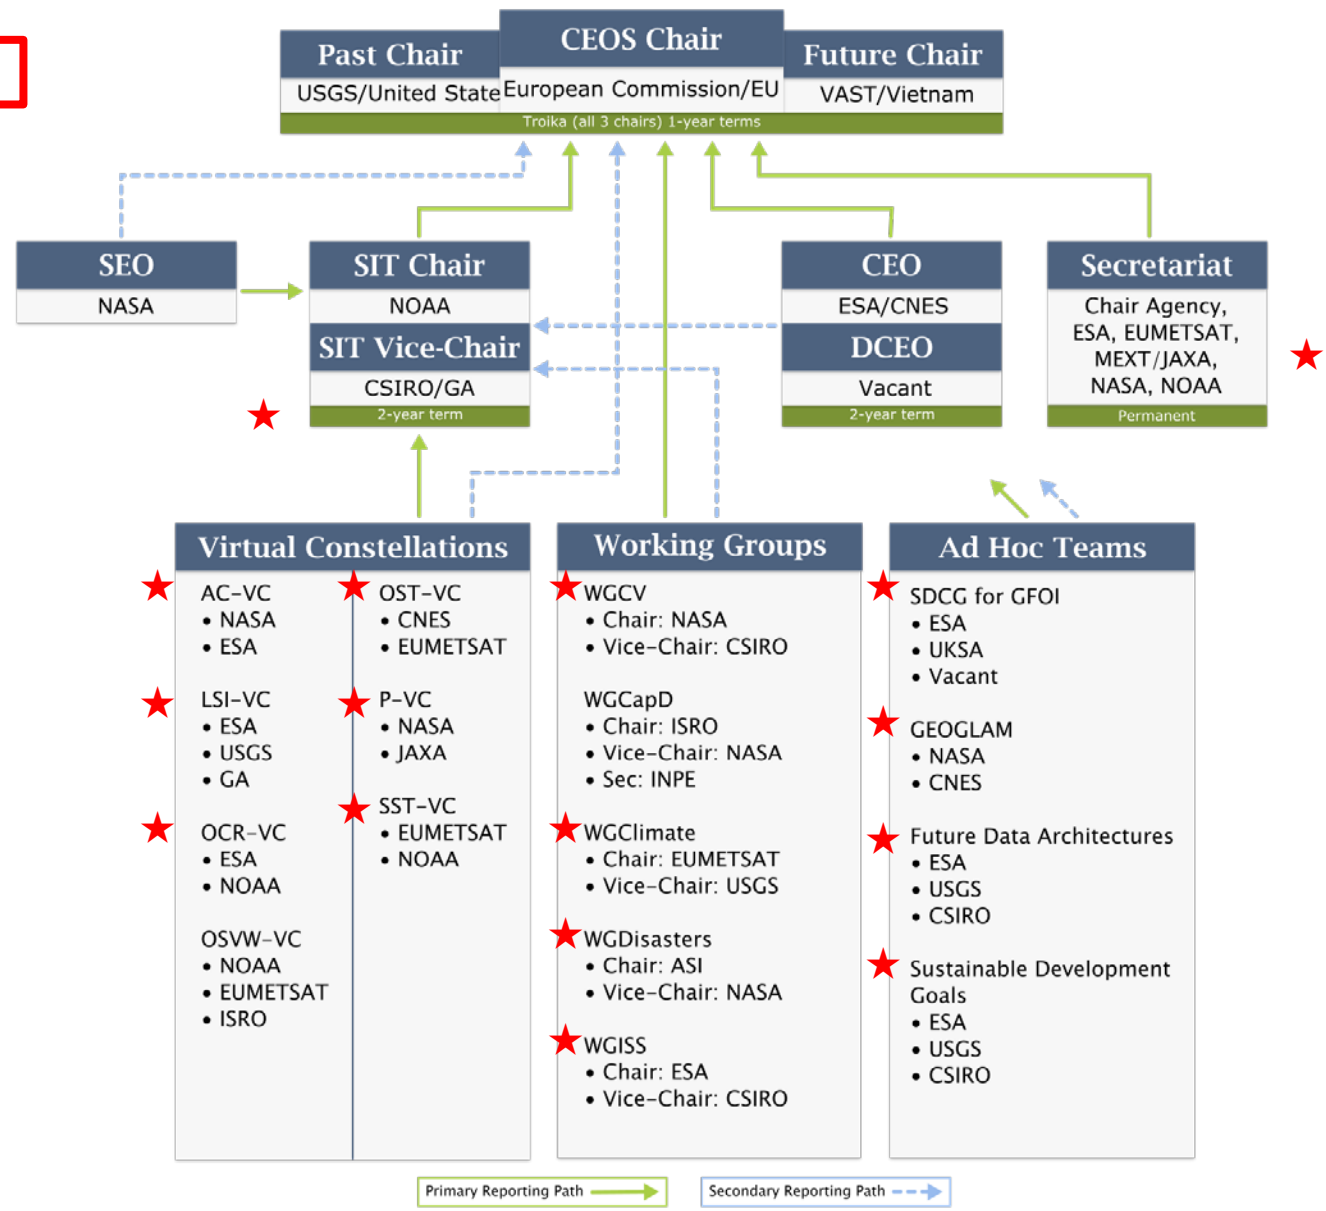 Past Chair
CEOS Chair
Future Chair
USGS/United State
European Commission/EU
VAST/Vietnam
Troika (all 3 chairs) 1-year terms
SEO
NASA
SIT Chair
NOAA
SIT Vice-Chair
CSIRO/GA
2-year term
CEO
ESA/CNES
DCEO
Vacant
2-year term
Secretariat
Chair Agency,
ESA, EUMETSAT,
MEXT/JAXA,
NASA, NOAA
Permanent
Virtual Constellations
AC-VC
• NASA
• ESA
LSI-VC
• ESA
• USGS
• GA
OCR-VC
• ESA
• NOAA
OSVW-VC
• NOAA
• EUMETSAT
• ISRO
OST-VC
• CNES
• EUMETSAT
P-VC
• NASA
• JAXA
SST-VC
• EUMETSAT
• NOAA
Working Groups
WGCV
• Chair: NASA
• Vice-Chair: CSIRO
WGCapD
• Chair: ISRO
• Vice-Chair: NASA
• Sec: INPE
WGClimate
• Chair: EUMETSAT
• Vice-Chair: USGS
WGDisasters
• Chair: ASI
• Vice-Chair: NASA
WGISS
• Chair: ESA
• Vice-Chair: CSIRO
Ad Hoc Teams
SDCG for GFOI
• ESA
• UKSA
• Vacant
GEOGLAM
• NASA
• CNES
Future Data Architectures
• ESA
• USGS
• CSIRO
Sustainable Development
Goals
• ESA
• USGS
• CSIRO
Primary Reporting Path
Secondary Reporting Path